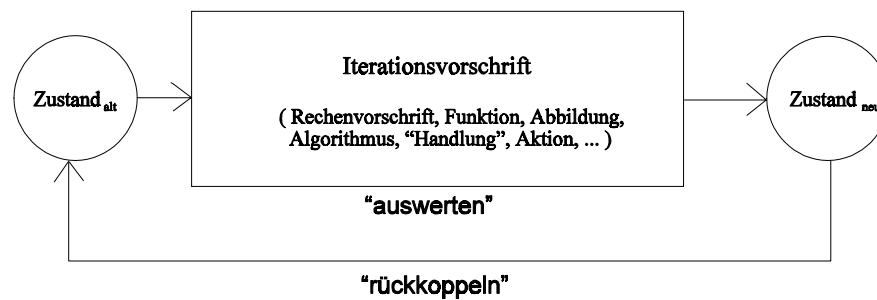 Iterationsvorschrift
Zustand alt
( Rechenvorschrift, Funktion, Abbildung,
Algorithmus, “Handlung”, Aktion, ... )
Zustand neu
“auswerten”
“rückkoppeln”